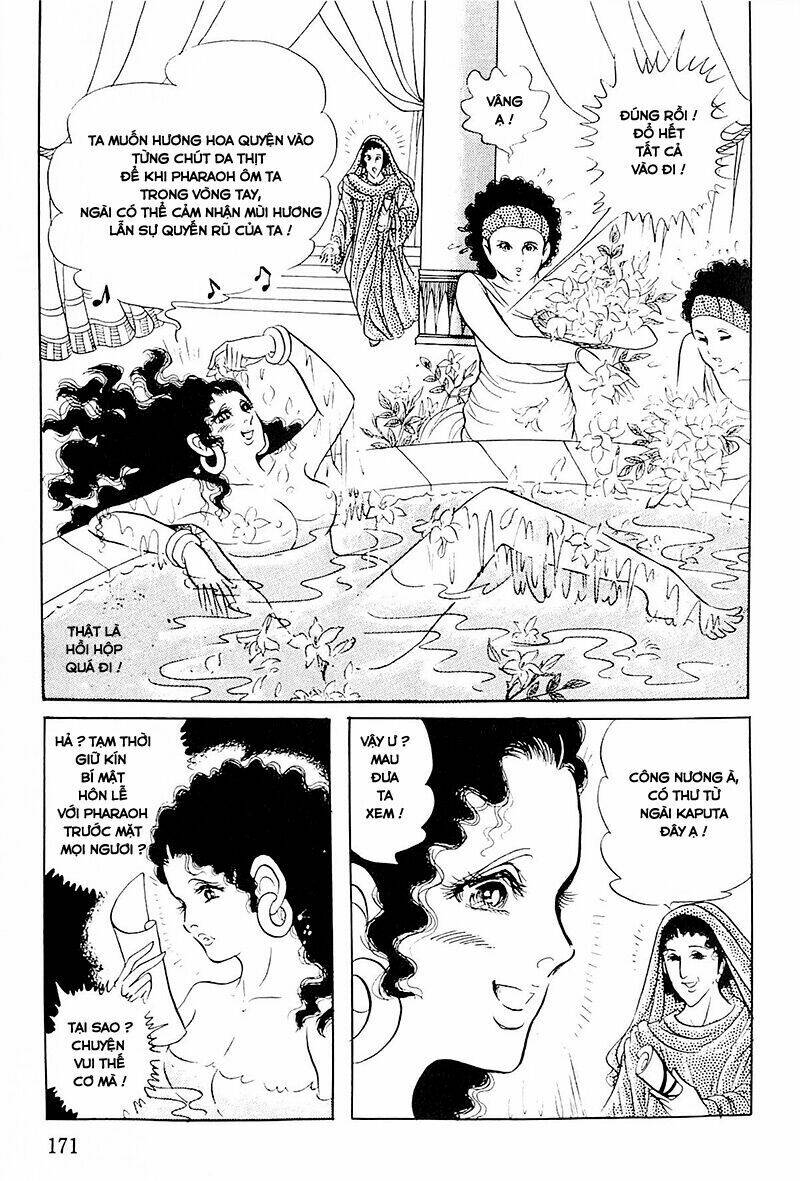 ĐÚNG RỒI !
ĐỔ HẾT
TẤT CẢ
VÀO ĐI !
VÂNG
Ạ !
TA MUỐN HƯƠNG HOA QUYỆN VÀO
TỪNG CHÚT DA THỊT
ĐỂ KHI PHARAOH ÔM TA
TRONG VÒNG TAY,
NGÀI CÓ THỂ CẢM NHẬN MÙI HƯƠNG
LẪN SỰ QUYẾN RŨ CỦA TA !
THẬT LÀ
HỒI HỘP
QUÁ ĐI !
CÔNG NƯƠNG À,
CÓ THƯ TỪ
NGÀI KAPUTA
ĐÂY Ạ !
VẬY Ư ?
MAU
ĐƯA
TA
XEM !
HẢ ? TẠM THỜI
GIỮ KÍN
BÍ MẬT
HÔN LỄ
VỚI PHARAOH
TRƯỚC MẶT
MỌI NGƯƠI ?
TẠI SAO ?
CHUYỆN
VUI THẾ
CƠ MÀ !
171